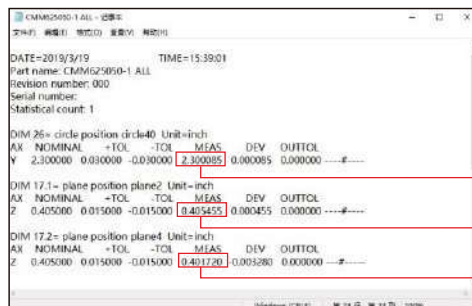 CMM625050-1 ALL - 记事本
文件(F) 编辑(E) 格式(O) 查看(V) 帮助(H)
DATE=2019/3/19 TIME=15:39:01
Part name: CMM625050-1 ALL
Revision number: 000
Serial number:
Statistical count: 1
DIM 26= circle position circle40 Unit=inch
AX NOMINAL +TOL -TOL MEAS DEV OUTTOL
Y 2.300000 0.030000 -0.030000 2.300085 0.000085 0.000000 ----#----
DIM 17.1= plane position plane2 Unit=inch
AX NOMINAL +TOL -TOL MEAS DEV OUTTOL
Z 0.405000 0.015000 -0.015000 0.405455 0.000455 0.000000 ----#----
DIM 17.2= plane position plane4 Unit=inch
AX NOMINAL +TOL -TOL MEAS DEV OUTTOL
Z 0.405000 0.015000 -0.015000 0.401720 -0.003280 0.000000 ---#-----